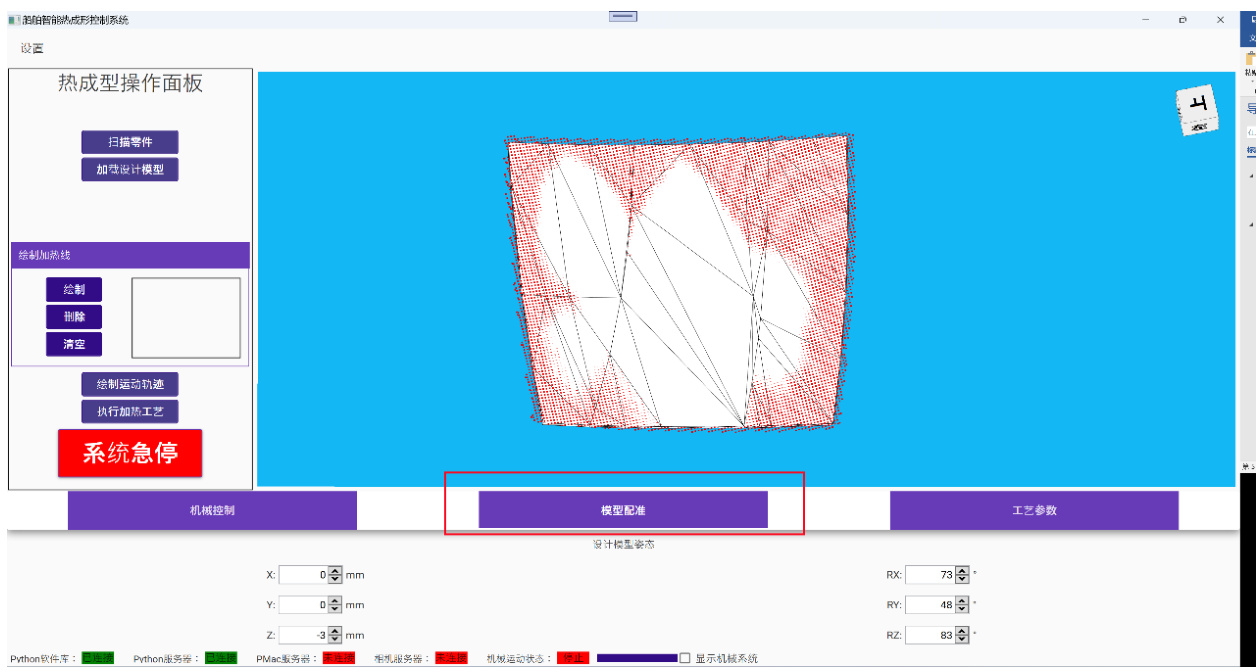 船舶智能热成形控制系统
设置
热成型操作面板
扫描零件
加载设计模型
绘制加热线
绘制
删除
清空
绘制运动轨迹
执行加热工艺
系统急停
机械控制 模型配准 工艺参数
设计模型姿态
X: 0 mm RX: 73 °
Y: 0 mm RY: 48 °
Z: -3 mm RZ: 83 °
Python软件库： 已连接 Python服务器： 已连接 PMac服务器： 未连接 相机服务器： 未连接 机械运动状态： 停止 显示机械系统